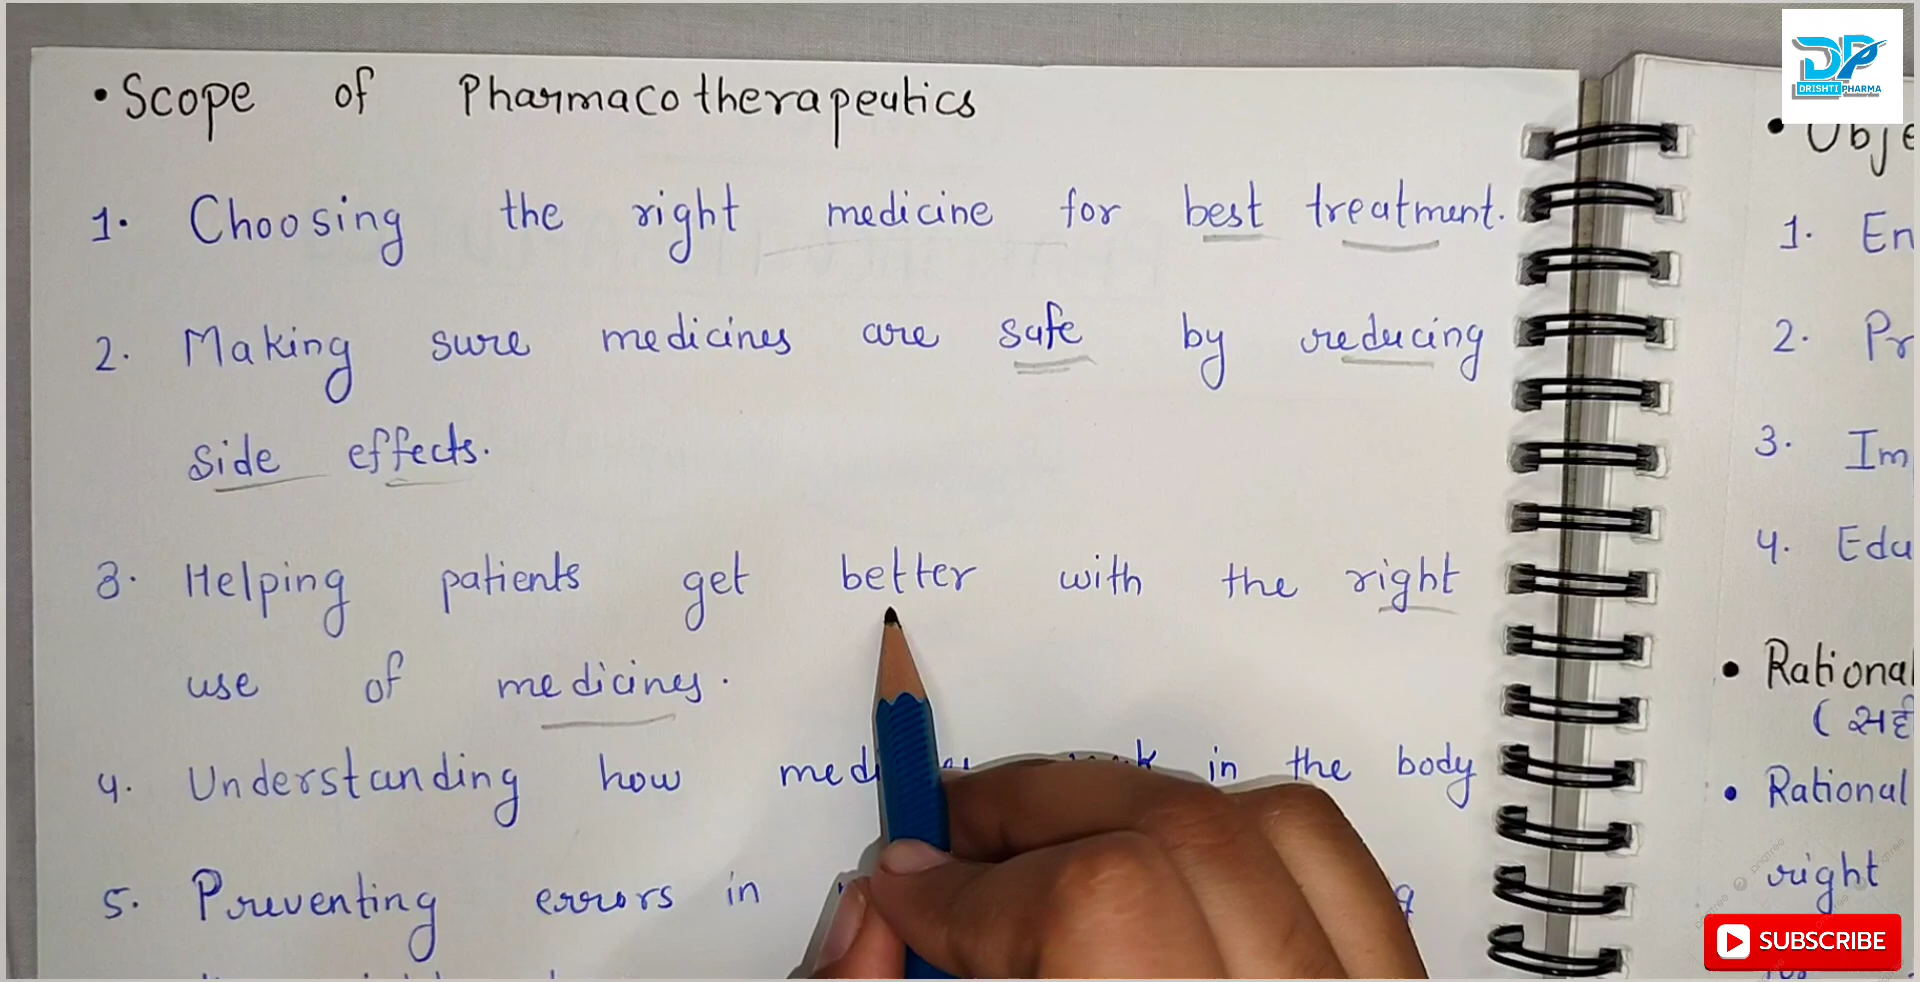 • Scope of Pharmacotherapeutics
1. Choosing the right medicine for best treatment.
2. Making sure medicines are safe by reducing
side effects.
3. Helping patients get better with the right
use of medicines.
4. Understanding how in the body
5. Preventing errors in
DP
DRISHTI PHARMA
• Obje
1. En
2. Pr
3. Im
4. Edu
• Rational
• Rational
right
SUBSCRIBE